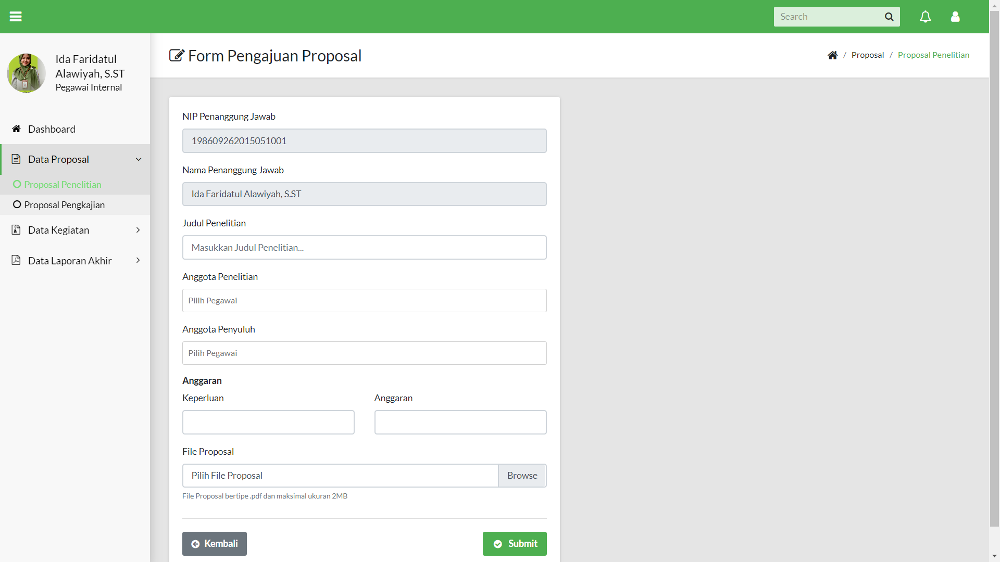 Search
Ida Faridatul
Alawiyah, S.ST
Pegawai Internal
Form Pengajuan Proposal
/ Proposal / Proposal Penelitian
Dashboard
Data Proposal
Proposal Penelitian
Proposal Pengkajian
Data Kegiatan
Data Laporan Akhir
NIP Penanggung Jawab
198609262015051001
Nama Penanggung Jawab
Ida Faridatul Alawiyah, S.ST
Judul Penelitian
Masukkan Judul Penelitian...
Anggota Penelitian
Pilih Pegawai
Anggota Penyuluh
Pilih Pegawai
Anggaran
Keperluan
Anggaran
File Proposal
Pilih File Proposal
Browse
File Proposal bertipe .pdf dan maksimal ukuran 2MB
Kembali
Submit